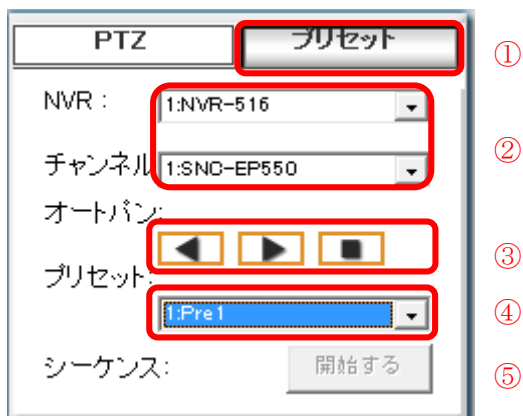 PTZ プリセット ①
NVR : 1:NVR-516
② 
チャンネル 1:SNC-EP550
オートパン:
③
プリセット:
1:Pre1 ④
シーケンス: 開始する ⑤